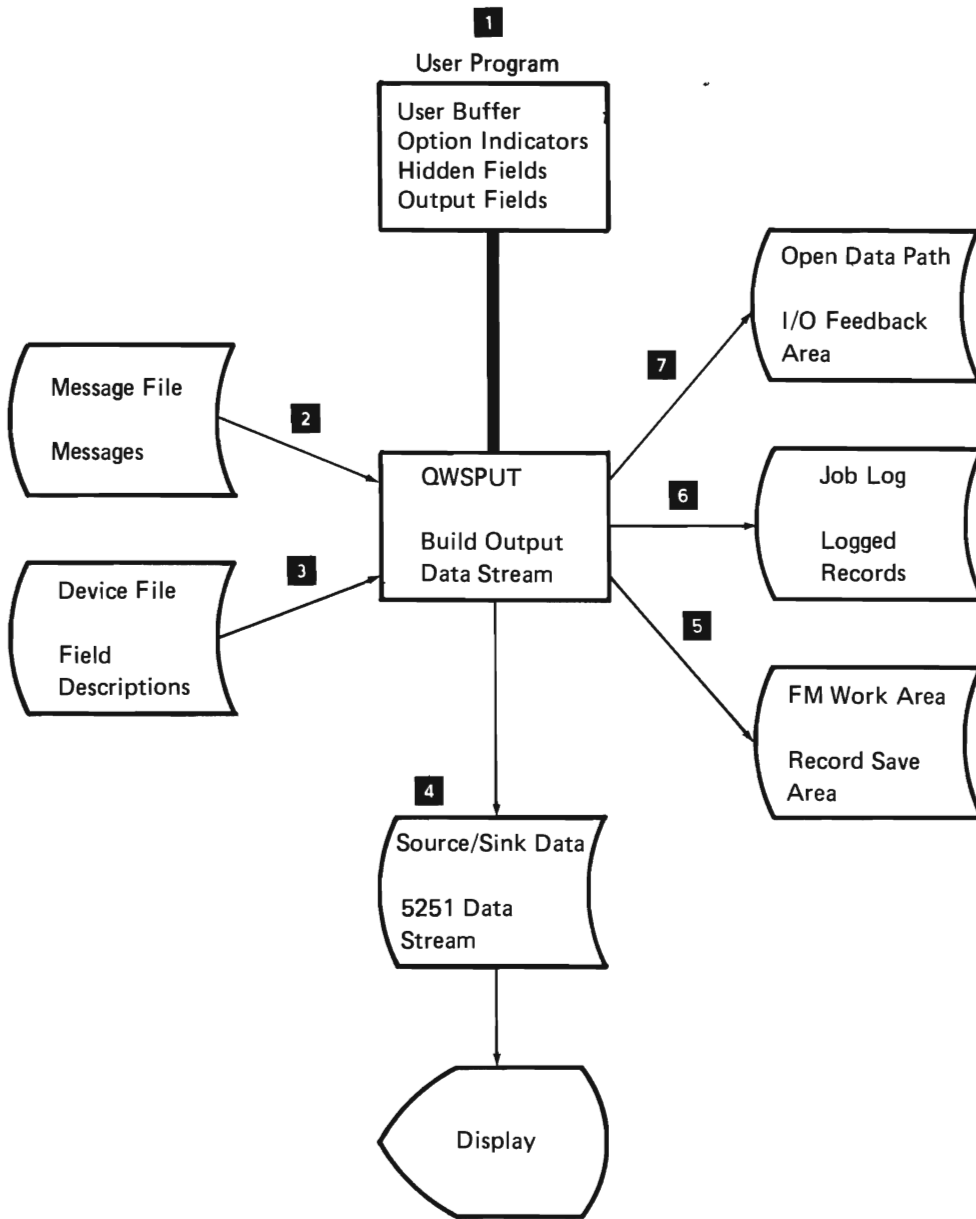 1
User Program
User Buffer
Option Indicators
Hidden Fields
Output Fields
Open Data Path
I/O Feedback
Area
7
Message File
Messages
2
QWSPUT
Build Output
Data Stream
6
Job Log
Logged
Records
3
Device File
Field
Descriptions
5
FM Work Area
Record Save
Area
4
Source/Sink Data
5251 Data
Stream
Display